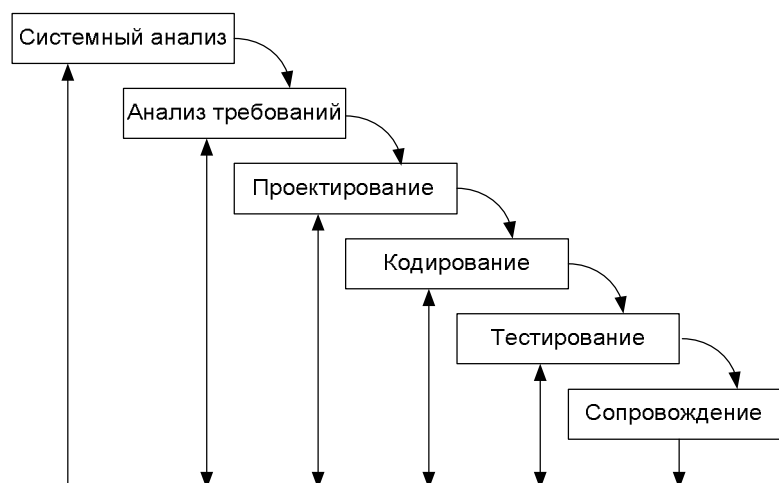 Системный анализ
Анализ требований
Проектирование
Кодирование
Тестирование
Сопровождение